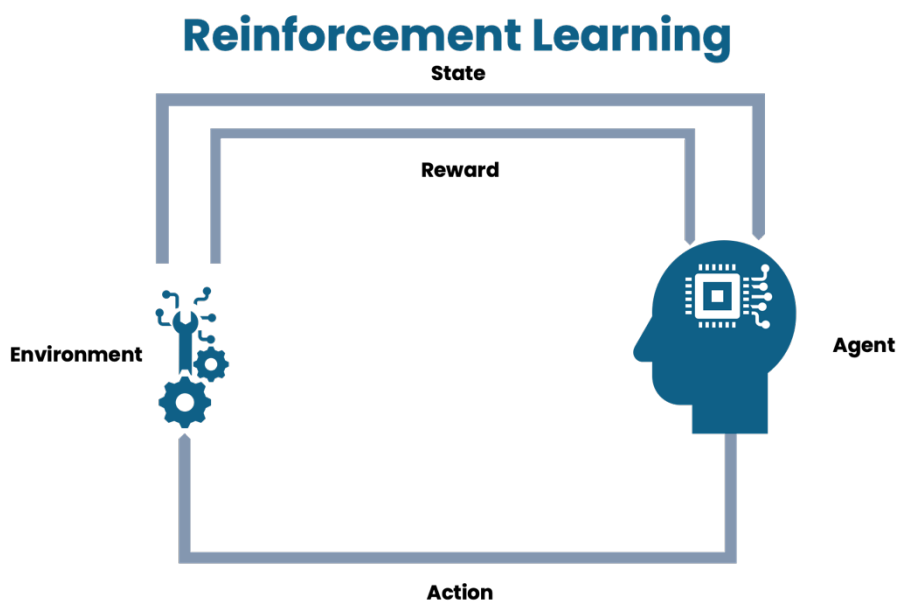 Reinforcement Learning
State
Reward
Environment
Agent
Action